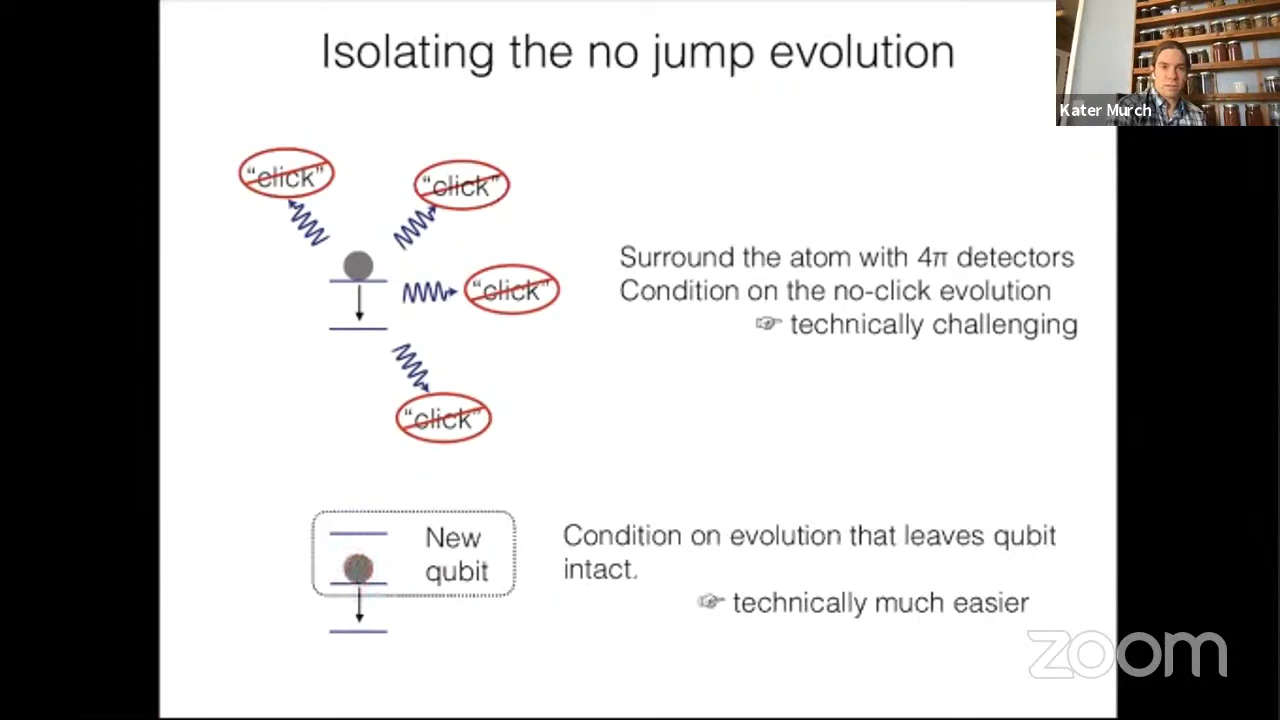 Isolating the no jump evolution
Kater Murch
“click”
“click”
“click”
“click”
Surround the atom with 4π detectors
Condition on the no-click evolution
☞ technically challenging
New
qubit
Condition on evolution that leaves qubit
intact.
☞ technically much easier
zoom